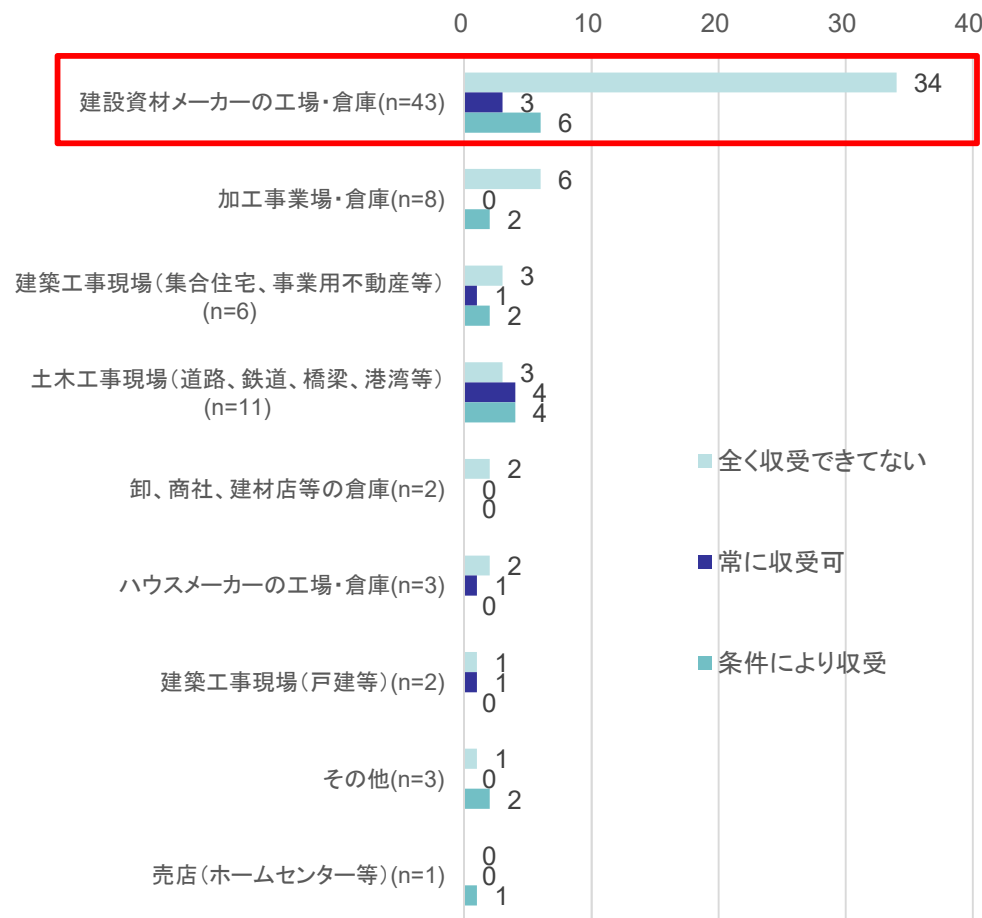 0 10 20 30 40
建設資材メーカーの工場・倉庫(n=43)
34
3
6
加工事業場・倉庫(n=8)
6
0
2
建築工事現場（集合住宅、事業用不動産等）
(n=6)
3
1
2
土木工事現場（道路、鉄道、橋梁、港湾等）
(n=11)
3
4
4
卸、商社、建材店等の倉庫(n=2)
2
0
0
ハウスメーカーの工場・倉庫(n=3)
2
1
0
建築工事現場（戸建等）(n=2)
1
1
0
その他(n=3)
1
0
2
売店（ホームセンター等）(n=1)
0
0
1
全く収受できてない
常に収受可
条件により収受